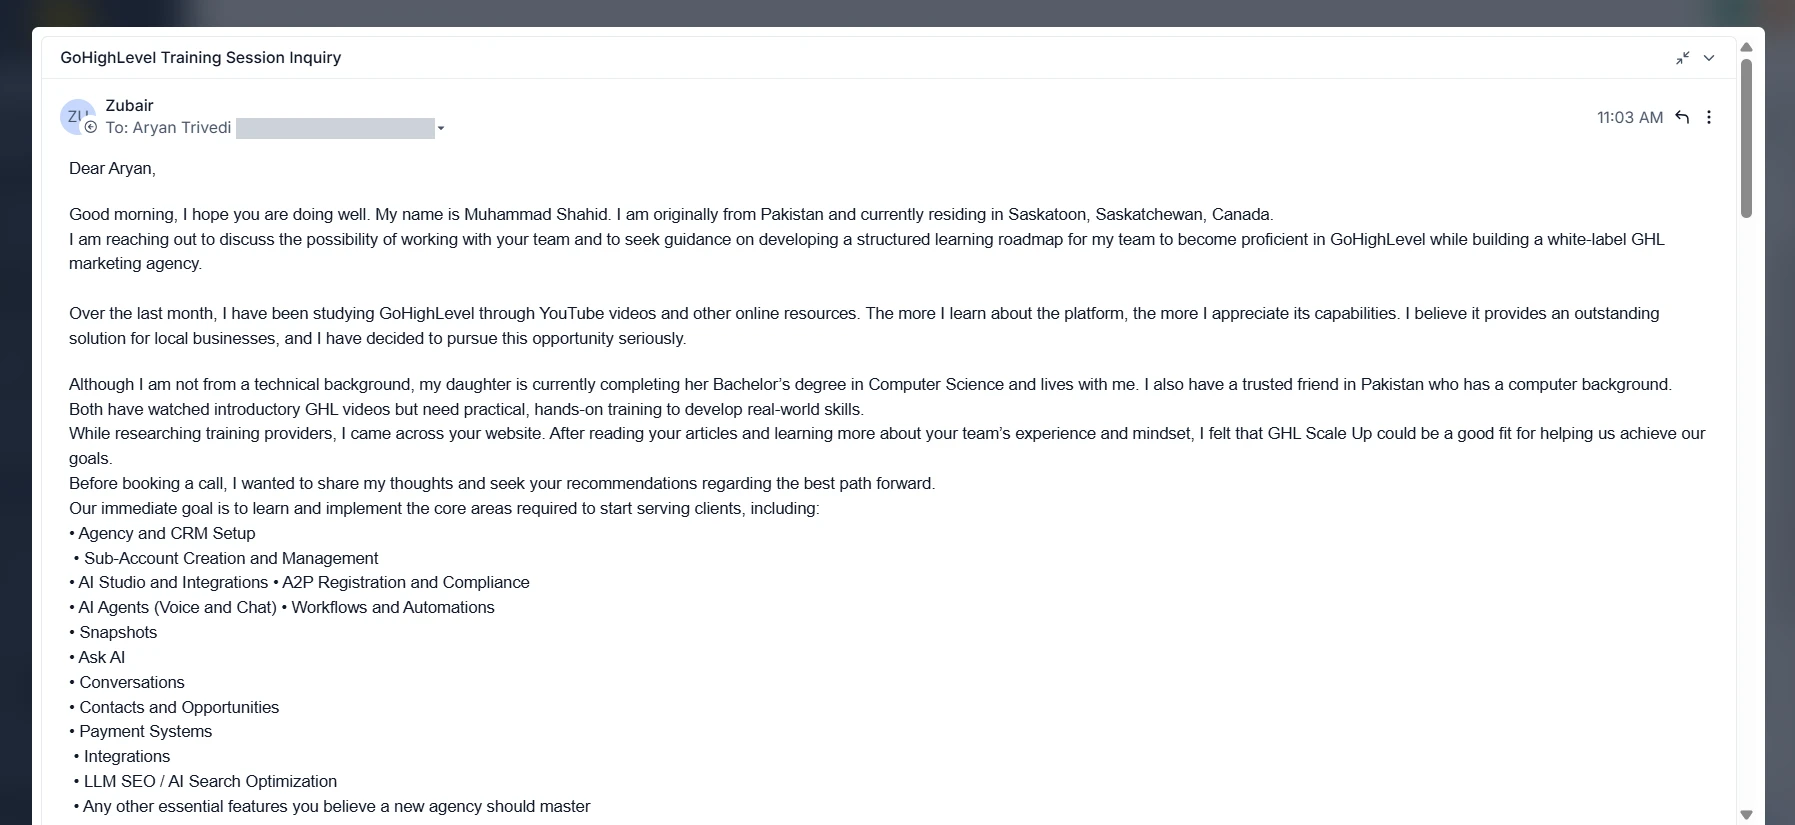 GoHighLevel Training Session Inquiry
ZU
Zubair
To: Aryan Trivedi
11:03 AM
Dear Aryan,
Good morning, I hope you are doing well. My name is Muhammad Shahid. I am originally from Pakistan and currently residing in Saskatoon, Saskatchewan, Canada.
I am reaching out to discuss the possibility of working with your team and to seek guidance on developing a structured learning roadmap for my team to become proficient in GoHighLevel while building a white-label GHL
marketing agency.
Over the last month, I have been studying GoHighLevel through YouTube videos and other online resources. The more I learn about the platform, the more I appreciate its capabilities. I believe it provides an outstanding
solution for local businesses, and I have decided to pursue this opportunity seriously.
Although I am not from a technical background, my daughter is currently completing her Bachelor’s degree in Computer Science and lives with me. I also have a trusted friend in Pakistan who has a computer background.
Both have watched introductory GHL videos but need practical, hands-on training to develop real-world skills.
While researching training providers, I came across your website. After reading your articles and learning more about your team’s experience and mindset, I felt that GHL Scale Up could be a good fit for helping us achieve our
goals.
Before booking a call, I wanted to share my thoughts and seek your recommendations regarding the best path forward.
Our immediate goal is to learn and implement the core areas required to start serving clients, including:
• Agency and CRM Setup
• Sub-Account Creation and Management
• AI Studio and Integrations • A2P Registration and Compliance
• AI Agents (Voice and Chat) • Workflows and Automations
• Snapshots
• Ask AI
• Conversations
• Contacts and Opportunities
• Payment Systems
• Integrations
• LLM SEO / AI Search Optimization
• Any other essential features you believe a new agency should master